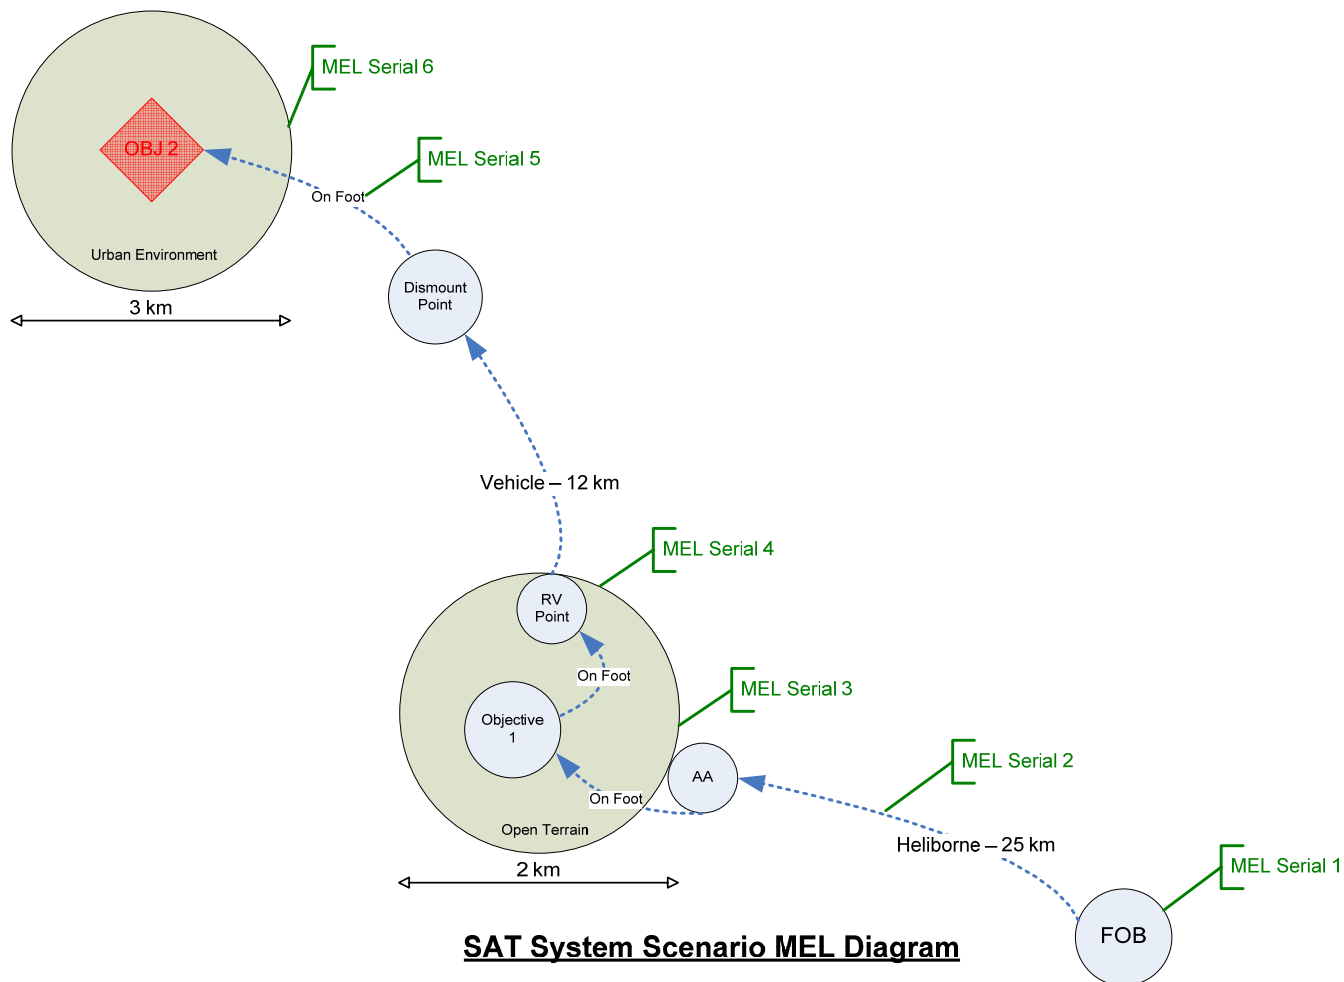 MEL Serial 6
OBJ 2
MEL Serial 5
On Foot
Urban Environment
Dismount
Point
3 km
Vehicle – 12 km
MEL Serial 4
RV
Point
On Foot
MEL Serial 3
Objective
1
AA
MEL Serial 2
On Foot
Open Terrain
Heliborne – 25 km
2 km
MEL Serial 1
FOB
SAT System Scenario MEL Diagram